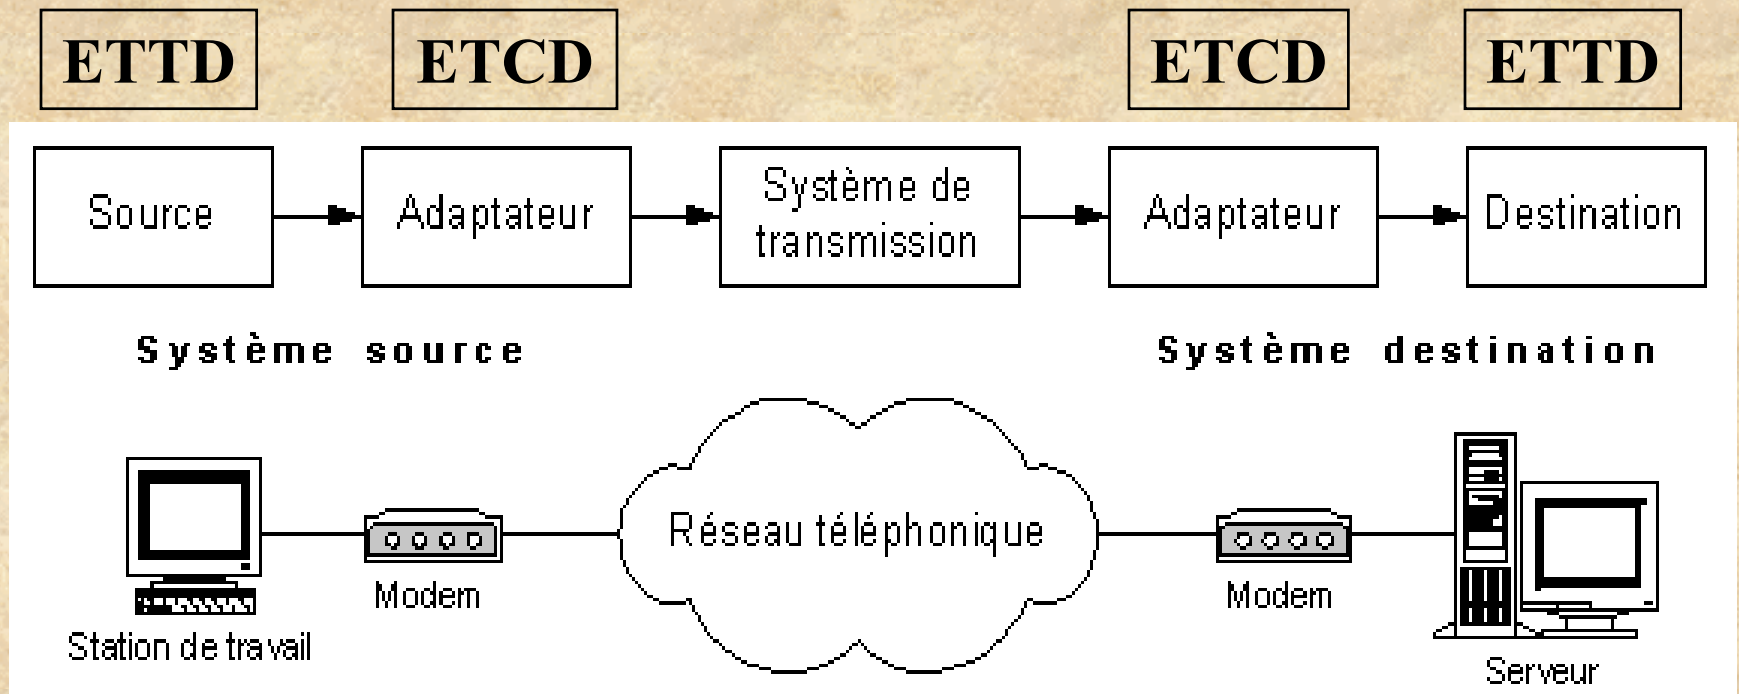 ETTD
ETCD
ETCD
ETTD
Source
Adaptateur
Système de
transmission
Adaptateur
Destination
Système source
Système destination
Réseau téléphonique
Modem
Modem
Station de travail
Serveur